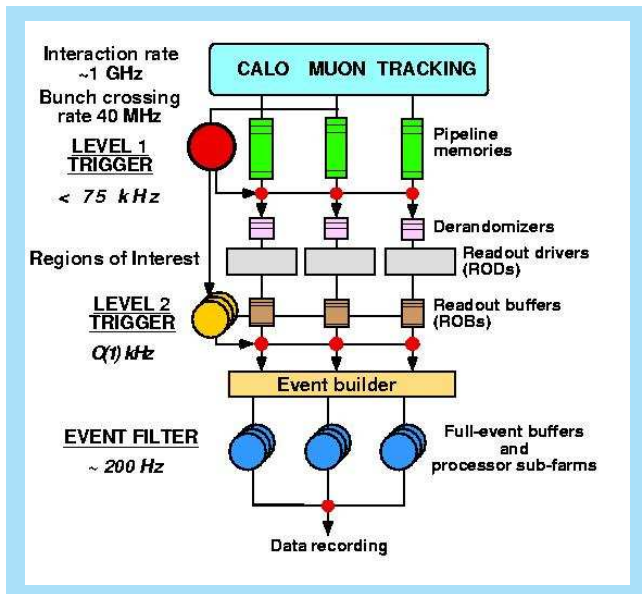 Interaction rate
~1 GHz
Bunch crossing
rate 40 MHz
LEVEL 1
TRIGGER
< 75 kHz
CALO MUON TRACKING
Pipeline
memories
Derandomizers
Regions of Interest
Readout drivers
(RODs)
LEVEL 2
TRIGGER
O(1) kHz
Readout buffers
(ROBs)
Event builder
EVENT FILTER
~ 200 Hz
Full-event buffers
and
processor sub-farms
Data recording